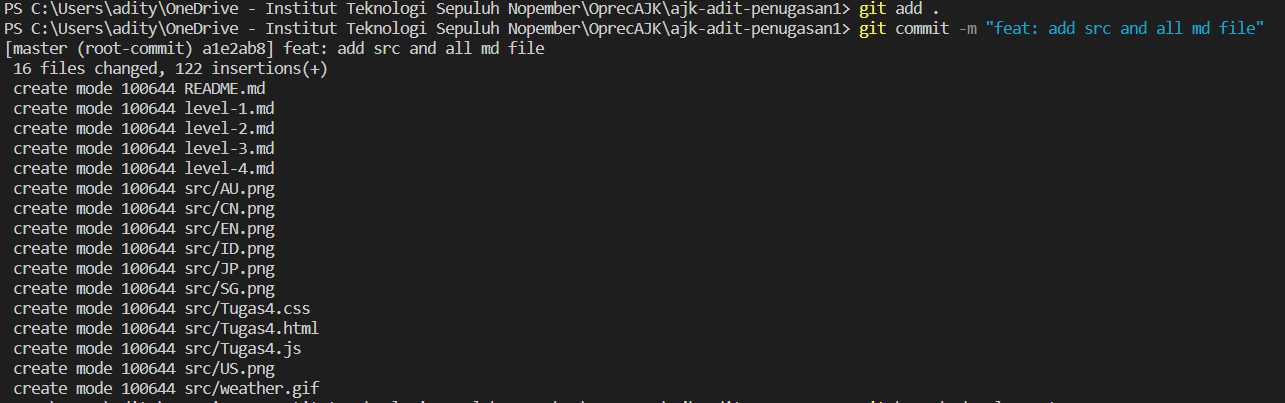 PS C:\Users\adity\OneDrive - Institut Teknologi Sepuluh Nopember\OprecAJK\ajk-adit-penugasan1> git add .
PS C:\Users\adity\OneDrive - Institut Teknologi Sepuluh Nopember\OprecAJK\ajk-adit-penugasan1> git commit -m "feat: add src and all md file"
[master (root-commit) a1e2ab8] feat: add src and all md file
 16 files changed, 122 insertions(+)
 create mode 100644 README.md
 create mode 100644 level-1.md
 create mode 100644 level-2.md
 create mode 100644 level-3.md
 create mode 100644 level-4.md
 create mode 100644 src/AU.png
 create mode 100644 src/CN.png
 create mode 100644 src/EN.png
 create mode 100644 src/ID.png
 create mode 100644 src/JP.png
 create mode 100644 src/SG.png
 create mode 100644 src/Tugas4.css
 create mode 100644 src/Tugas4.html
 create mode 100644 src/Tugas4.js
 create mode 100644 src/US.png
 create mode 100644 src/weather.gif